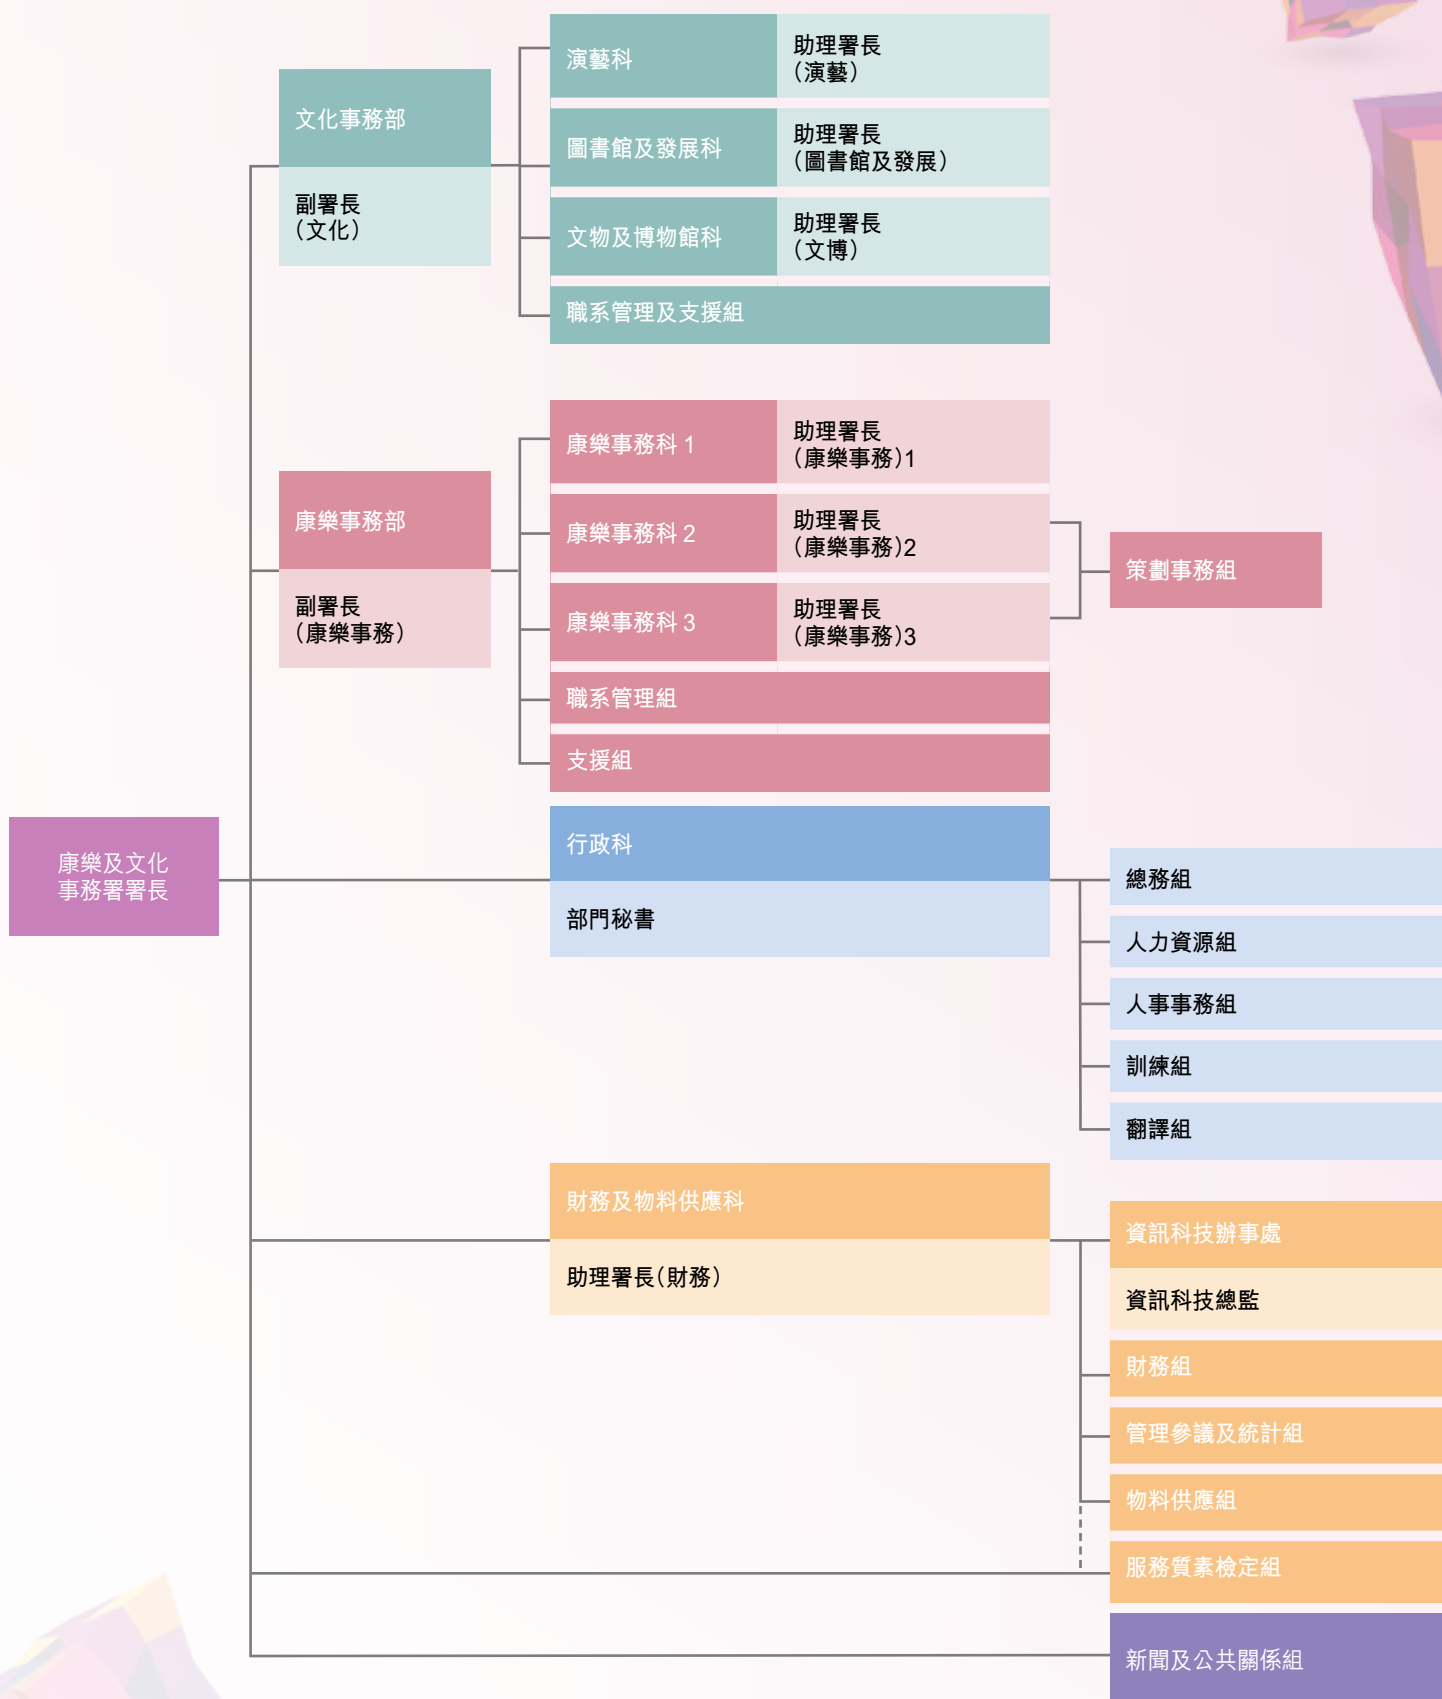 演藝科
助理署長
（演藝）
文化事務部
副署長
（文化）
圖書館及發展科
助理署長
（圖書館及發展）
文物及博物館科
助理署長
（文博）
職系管理及支援組
康樂事務科 1
助理署長
（康樂事務）1
康樂事務部
副署長
（康樂事務）
康樂事務科 2
助理署長
（康樂事務）2
策劃事務組
康樂事務科 3
助理署長
（康樂事務）3
職系管理組
支援組
康樂及文化
事務署署長
行政科
部門秘書
總務組
人力資源組
人事事務組
訓練組
翻譯組
財務及物料供應科
助理署長（財務）
資訊科技辦事處
資訊科技總監
財務組
管理參議及統計組
物料供應組
服務質素檢定組
新聞及公共關係組